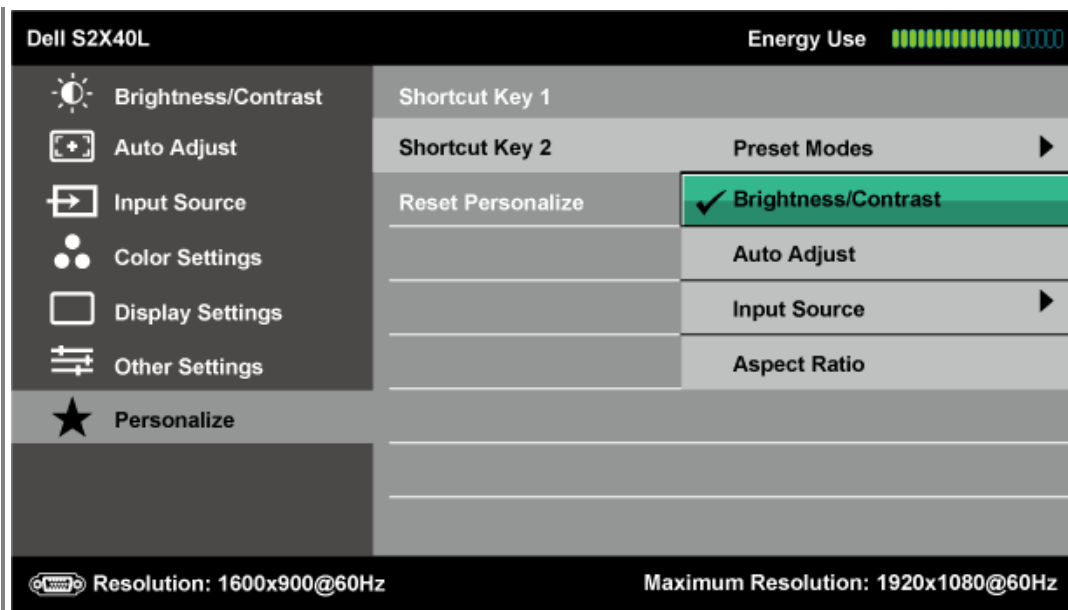 Dell S2X40L
Energy Use
Brightness/Contrast
Auto Adjust
Input Source
Color Settings
Display Settings
Other Settings
Personalize
Shortcut Key 1
Shortcut Key 2
Reset Personalize
Preset Modes
Brightness/Contrast
Auto Adjust
Input Source
Aspect Ratio
Resolution: 1600x900@60Hz
Maximum Resolution: 1920x1080@60Hz